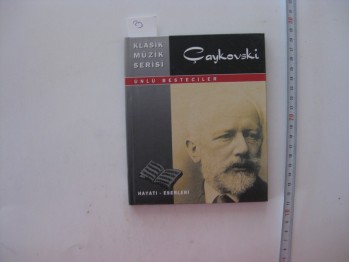 KLASİK
MÜZİK
SERİSİ
Çaykovski
ÜNLÜ BESTECİLER
HAYATI - ESERLERİ